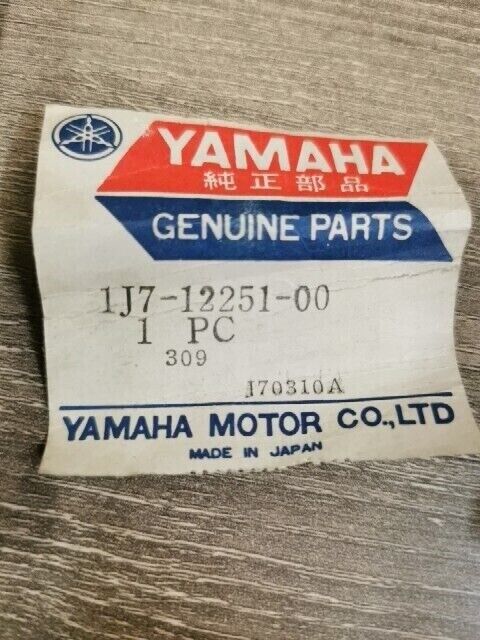 YAMAHA
純正部品
GENUINE PARTS
1J7-12251-00
1 PC
309
J70310A
YAMAHA MOTOR CO.,LTD
MADE IN JAPAN